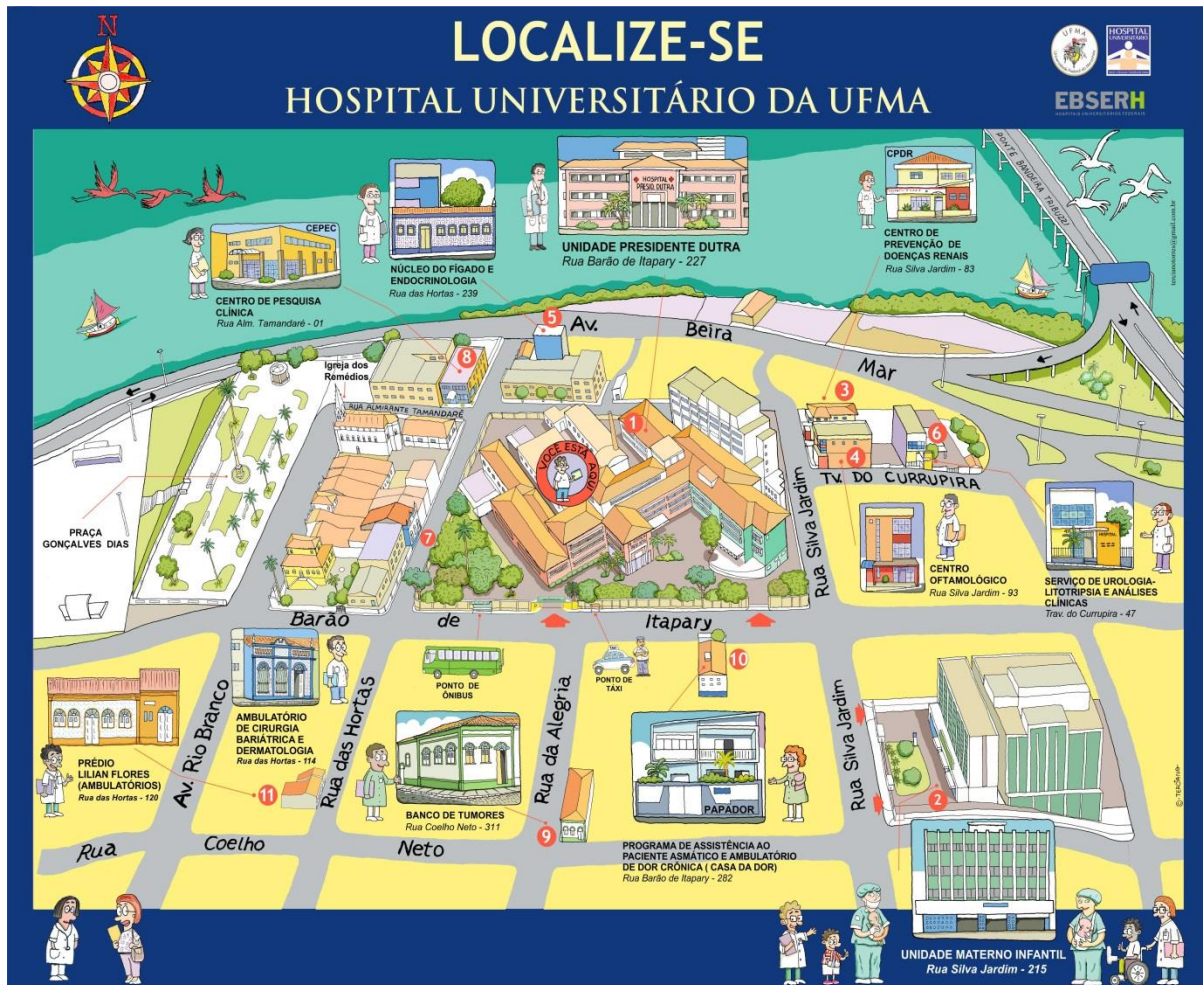 N
LOCALIZE-SE
HOSPITAL UNIVERSITÁRIO DA UFMA
UFMA
HOSPITAL
UNIVERSITÁRIO
EBSERH
HOSPITAIS UNIVERSITÁRIOS FEDERAIS
CEPEC
CENTRO DE PESQUISA
CLÍNICA
Rua Alm. Tamandaré - 01
NÚCLEO DO FÍGADO E
ENDOCRINOLOGIA
Rua das Hortas - 239
HOSPITAL
PRESID DUTRA
UNIDADE PRESIDENTE DUTRA
Rua Barão de Itapary - 227
CPDR
CENTRO DE
PREVENÇÃO DE
DOENÇAS RENAIS
Rua Silva Jardim - 83
PONTE BANDEIRA TRIBUZZI
Av. Beira Mar
5
8
Igreja dos
Remédios
RUA ALMIRANTE TAMANDARÉ
1
VOCÊ ESTÁ AQUI
3
4
6
TV. DO CURRUPIRA
Rua Silva Jardim
PRAÇA
GONÇALVES DIAS
7
CENTRO
OFTAMOLÓGICO
Rua Silva Jardim - 93
HOSPITAL
SERVIÇO DE UROLOGIA-
LITOTRIPSIA E ANÁLISES
CLÍNICAS
Trav. do Currupira - 47
Barão de Itapary
PONTO DE
ÔNIBUS
TAXI
PONTO DE
TÁXI
10
PRÉDIO
LILIAN FLORES
(AMBULATÓRIOS)
Rua das Hortas - 120
Av. Rio Branco
AMBULATÓRIO
DE CIRURGIA
BARIÁTRICA E
DERMATOLOGIA
Rua das Hortas - 114
11
Rua das Hortas
BANCO DE TUMORES
Rua Coelho Neto - 311
Rua da Alegria
9
PAPADOR
PROGRAMA DE ASSISTÊNCIA AO
PACIENTE ASMÁTICO E AMBULATÓRIO
DE DOR CRÔNICA ( CASA DA DOR)
Rua Barão de Itapary - 282
Rua Silva Jardim
2
Rua Coelho Neto
UNIDADE MATERNO INFANTIL
Rua Silva Jardim - 215